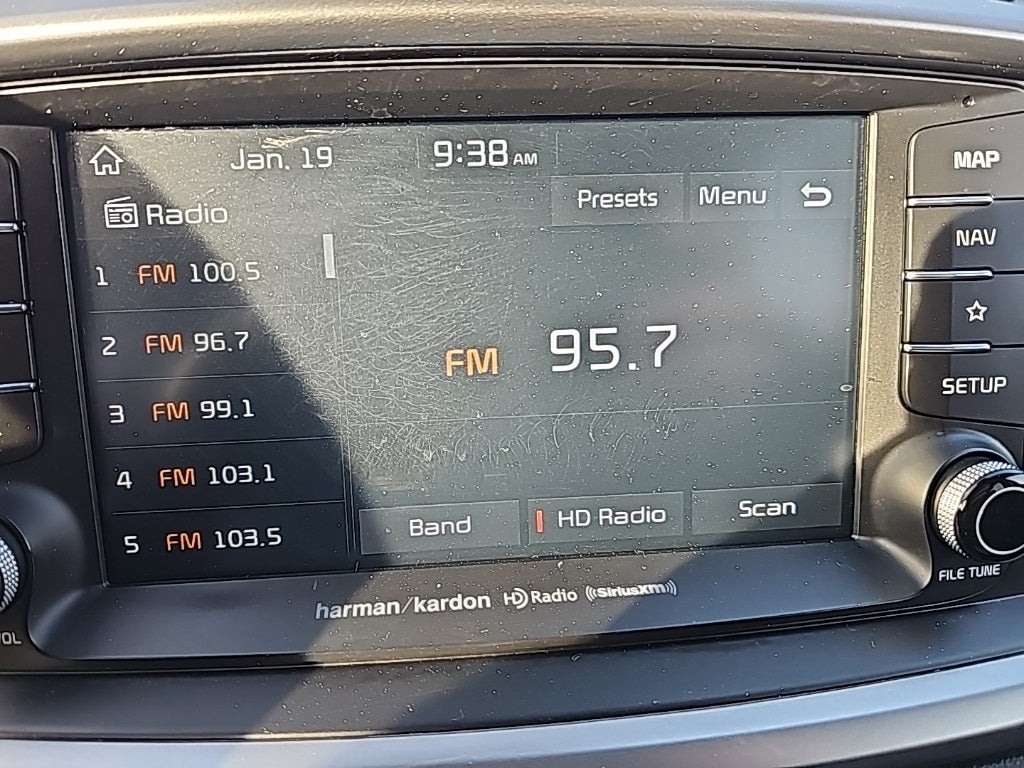 Jan. 19 9:38 AM
Radio
Presets Menu
1 FM 100.5
2 FM 96.7
3 FM 99.1
4 FM 103.1
5 FM 103.5
FM 95.7
Band HD Radio Scan
harman/kardon HD Radio ((SiriusXM))
MAP
NAV
SETUP
FILE TUNE
VOL